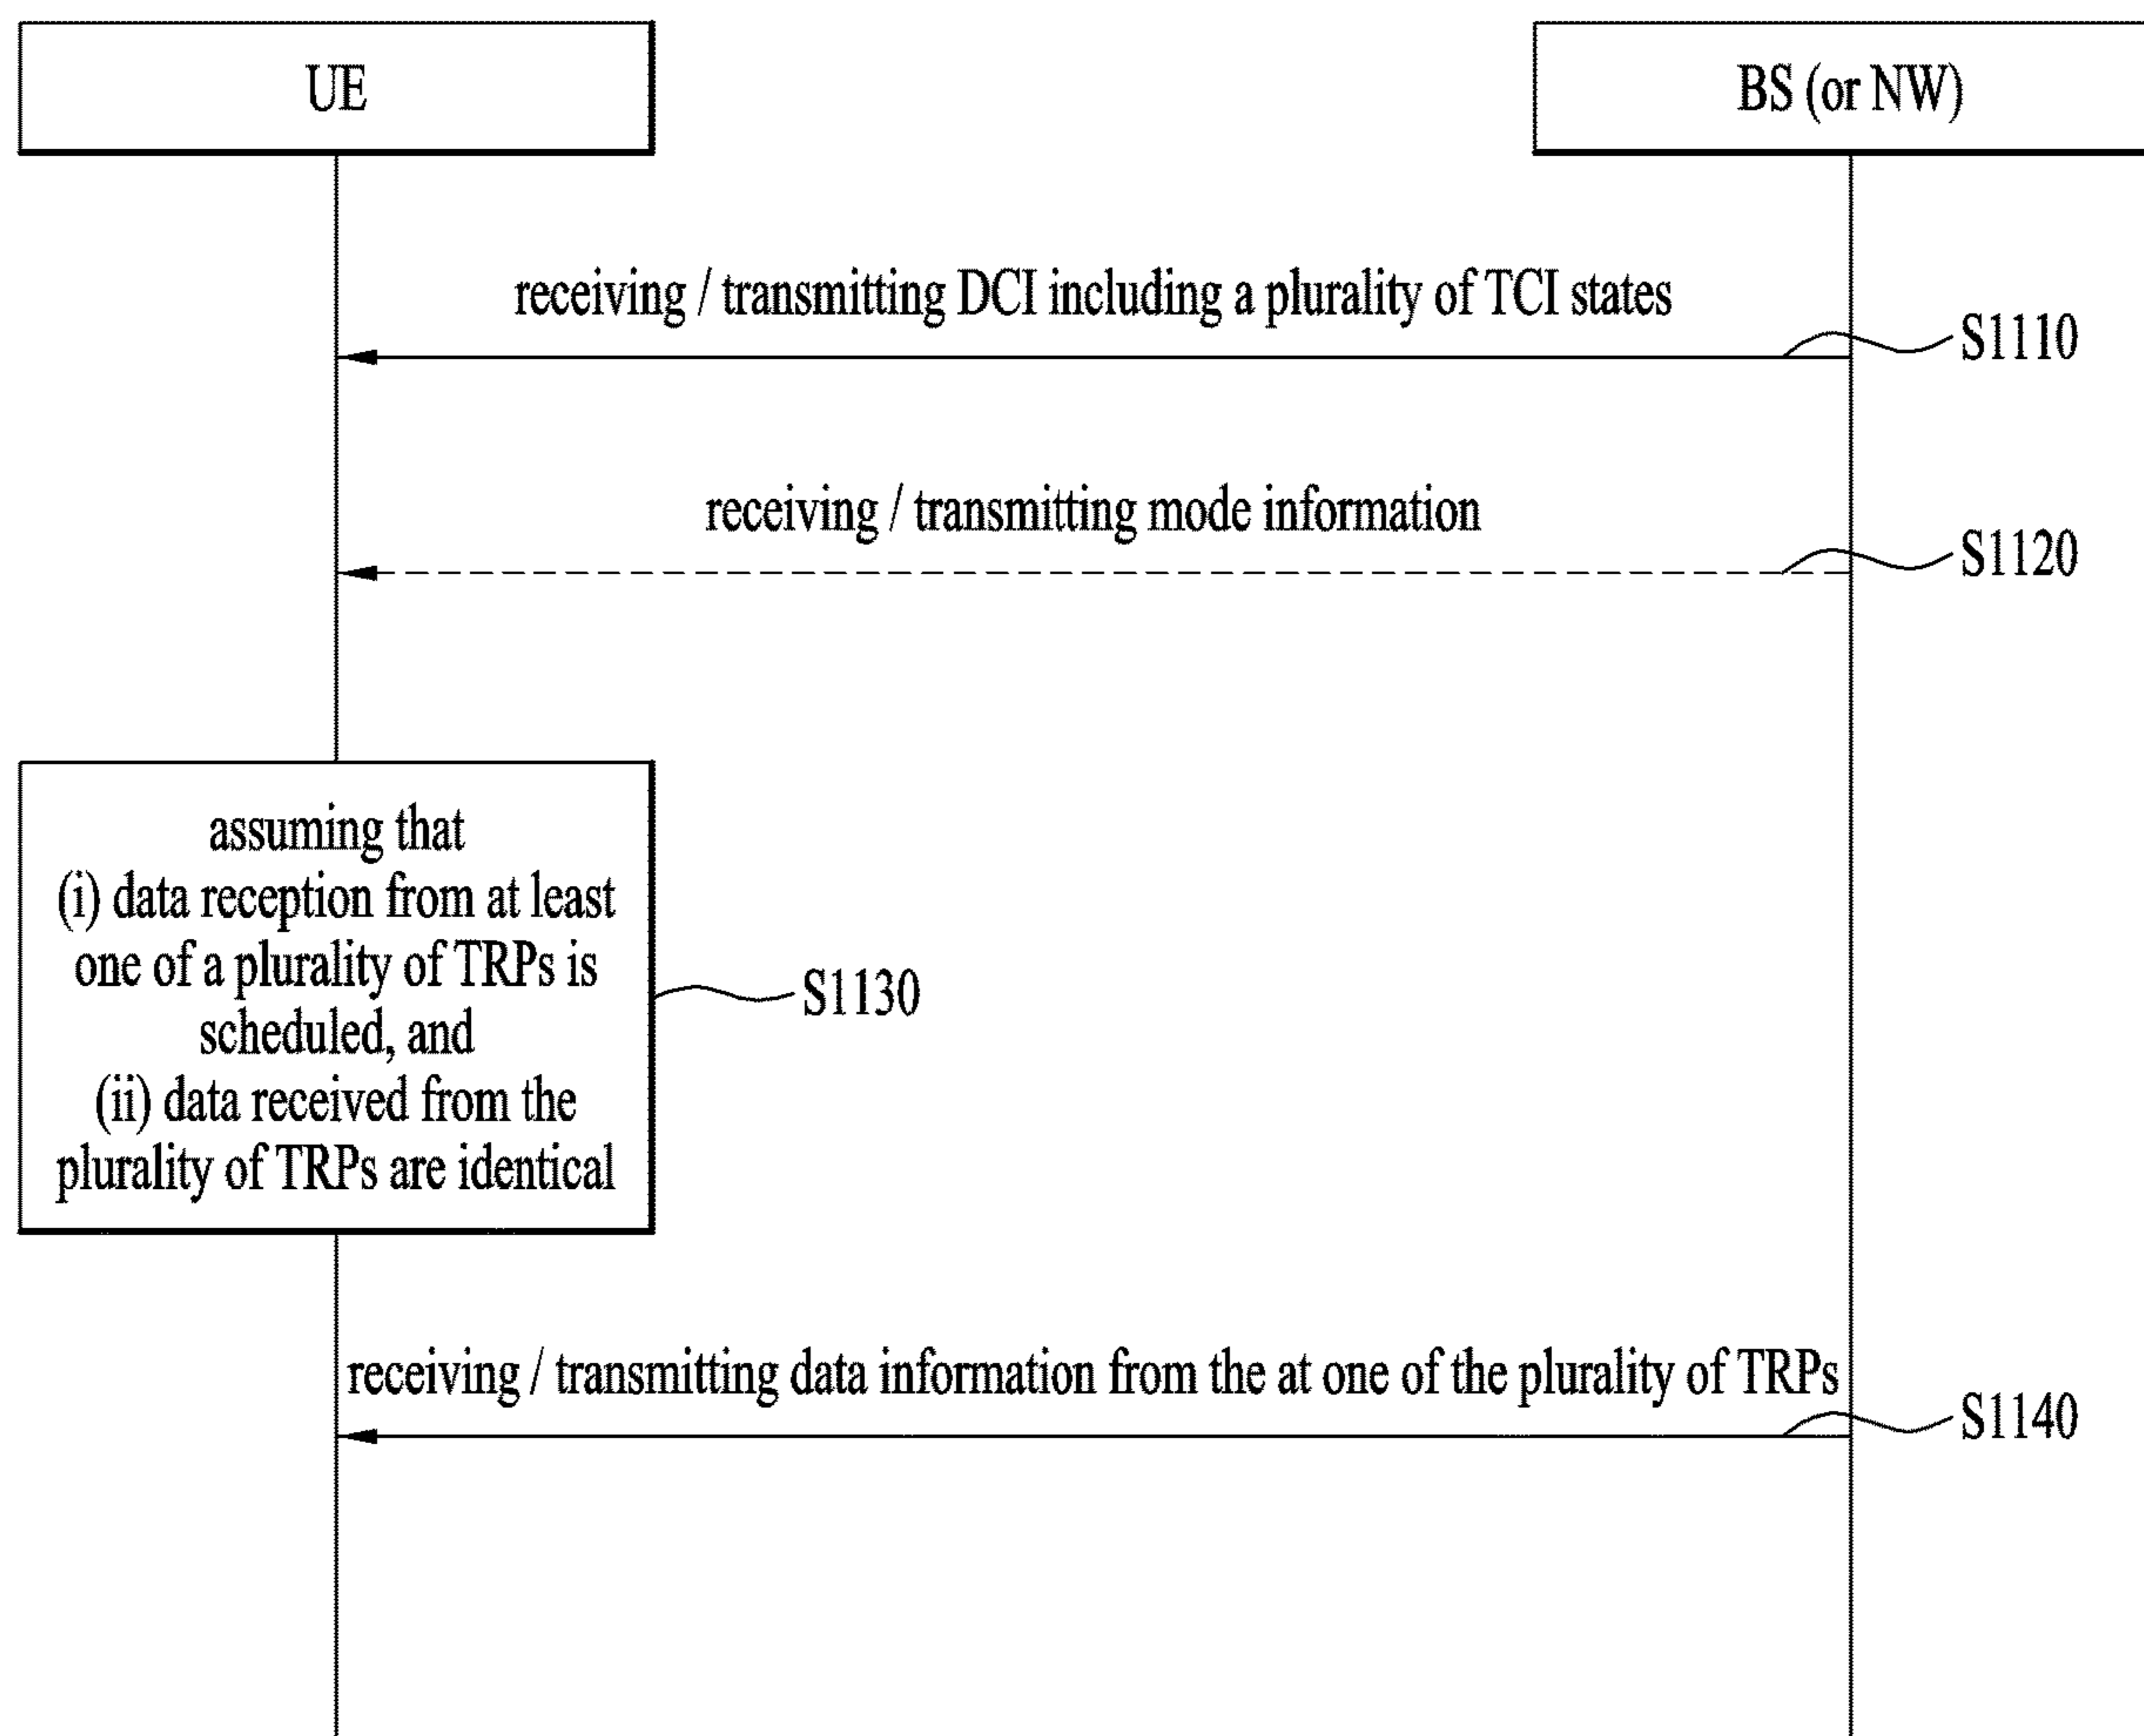 UE
BS (or NW)
receiving / transmitting DCI including a plurality of TCI states
S1110
receiving / transmitting mode information
S1120
assuming that
(i) data reception from at least
one of a plurality of TRPs is
scheduled, and
(ii) data received from the
plurality of TRPs are identical
S1130
receiving / transmitting data information from the at one of the plurality of TRPs
S1140